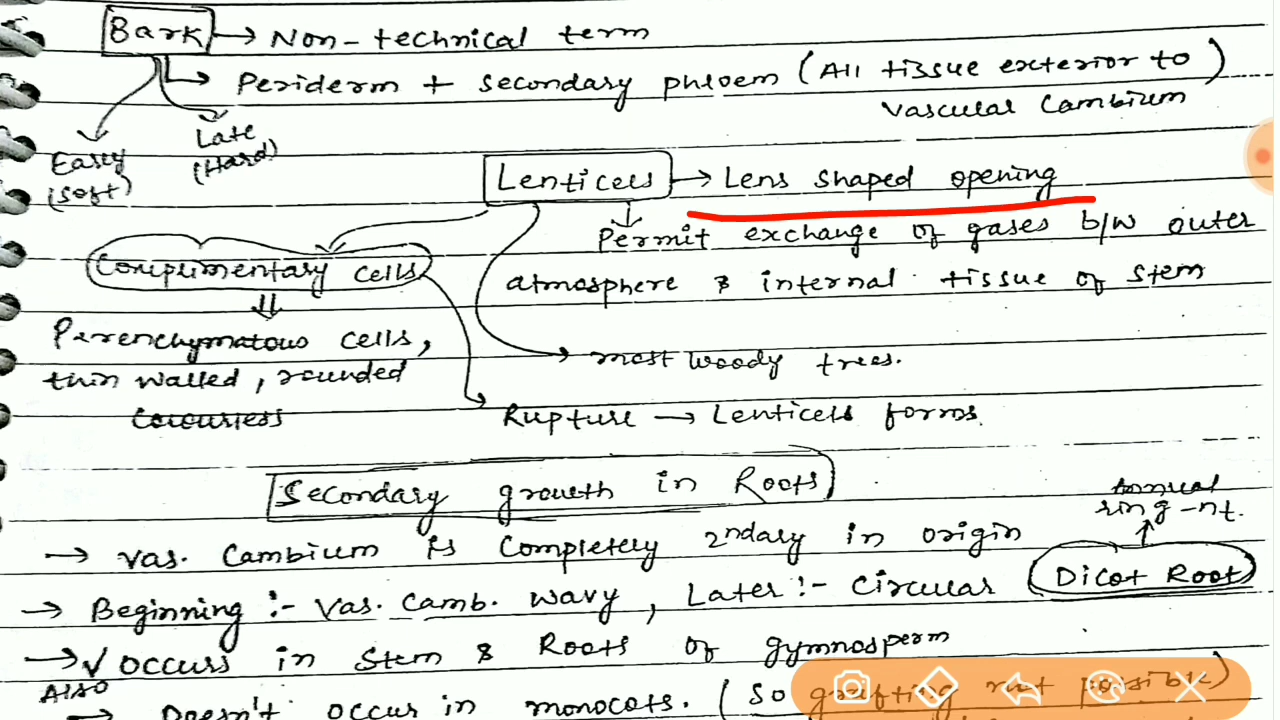 Bark → Non-technical term
→ Periderm + secondary phloem (All tissue exterior to
vascular cambium)
Early (soft)
Late (Hard)
Lenticels → Lens shaped opening
Permit exchange of gases b/w outer
atmosphere & internal tissue of stem
Complimentary cells
Parenchymatous cells,
thin walled, rounded
colourless
→ most woody trees.
Rupture → Lenticels forms.
Secondary growth in Roots
Annual
ring - nt.
→ vas. Cambium is completely 2ndary in origin
Dicot Root
→ Beginning :- Vas. Camb. wavy, Later :- Circular
→ ✓ occurs in stem & Roots of gymnosperm
Also
→ Doesn't occur in monocots. (So grafting not possible)